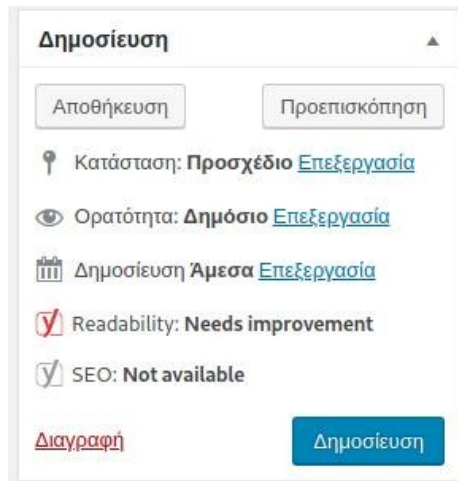 Δημοσίευση
Αποθήκευση Προεπισκόπηση
Κατάσταση: Προσχέδιο Επεξεργασία
Ορατότητα: Δημόσιο Επεξεργασία
Δημοσίευση Άμεσα Επεξεργασία
Readability: Needs improvement
SEO: Not available
Διαγραφή Δημοσίευση